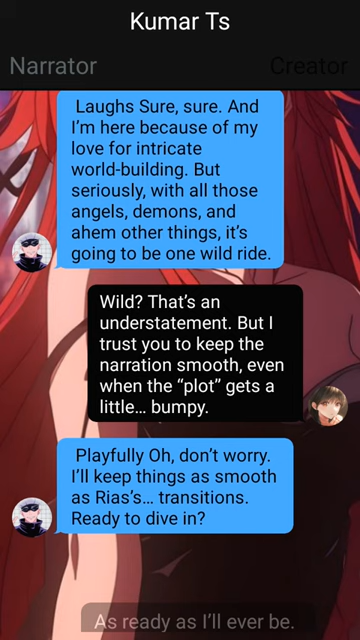 Kumar Ts
Narrator
Creator
Laughs Sure, sure. And
I'm here because of my
love for intricate
world-building. But
seriously, with all those
angels, demons, and
ahem other things, it's
going to be one wild ride.
Wild? That's an
understatement. But I
trust you to keep the
narration smooth, even
when the “plot” gets a
little... bumpy.
Playfully Oh, don't worry.
I'll keep things as smooth
as Rias's... transitions.
Ready to dive in?
As ready as I'll ever be.